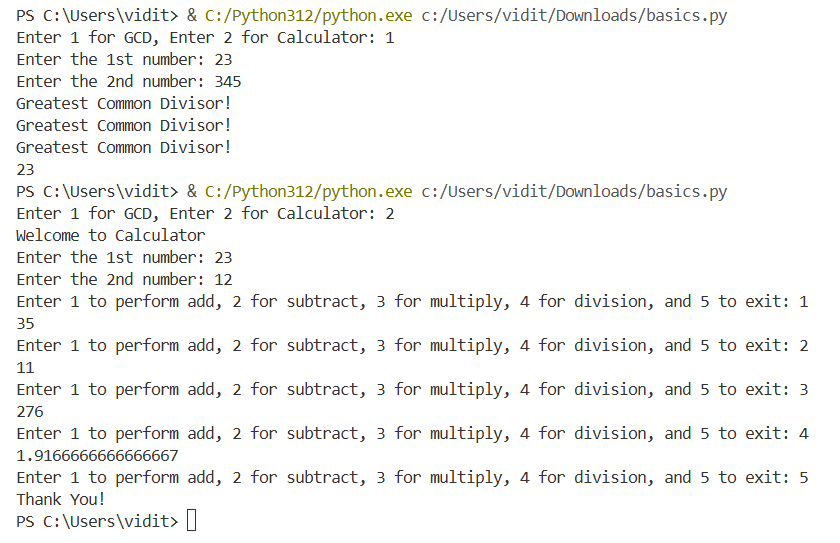 PS C:\Users\vidit> & C:/Python312/python.exe c:/Users/vidit/Downloads/basics.py
Enter 1 for GCD, Enter 2 for Calculator: 1
Enter the 1st number: 23
Enter the 2nd number: 345
Greatest Common Divisor!
Greatest Common Divisor!
Greatest Common Divisor!
23
PS C:\Users\vidit> & C:/Python312/python.exe c:/Users/vidit/Downloads/basics.py
Enter 1 for GCD, Enter 2 for Calculator: 2
Welcome to Calculator
Enter the 1st number: 23
Enter the 2nd number: 12
Enter 1 to perform add, 2 for subtract, 3 for multiply, 4 for division, and 5 to exit: 1
35
Enter 1 to perform add, 2 for subtract, 3 for multiply, 4 for division, and 5 to exit: 2
11
Enter 1 to perform add, 2 for subtract, 3 for multiply, 4 for division, and 5 to exit: 3
276
Enter 1 to perform add, 2 for subtract, 3 for multiply, 4 for division, and 5 to exit: 4
1.9166666666666667
Enter 1 to perform add, 2 for subtract, 3 for multiply, 4 for division, and 5 to exit: 5
Thank You!
PS C:\Users\vidit>